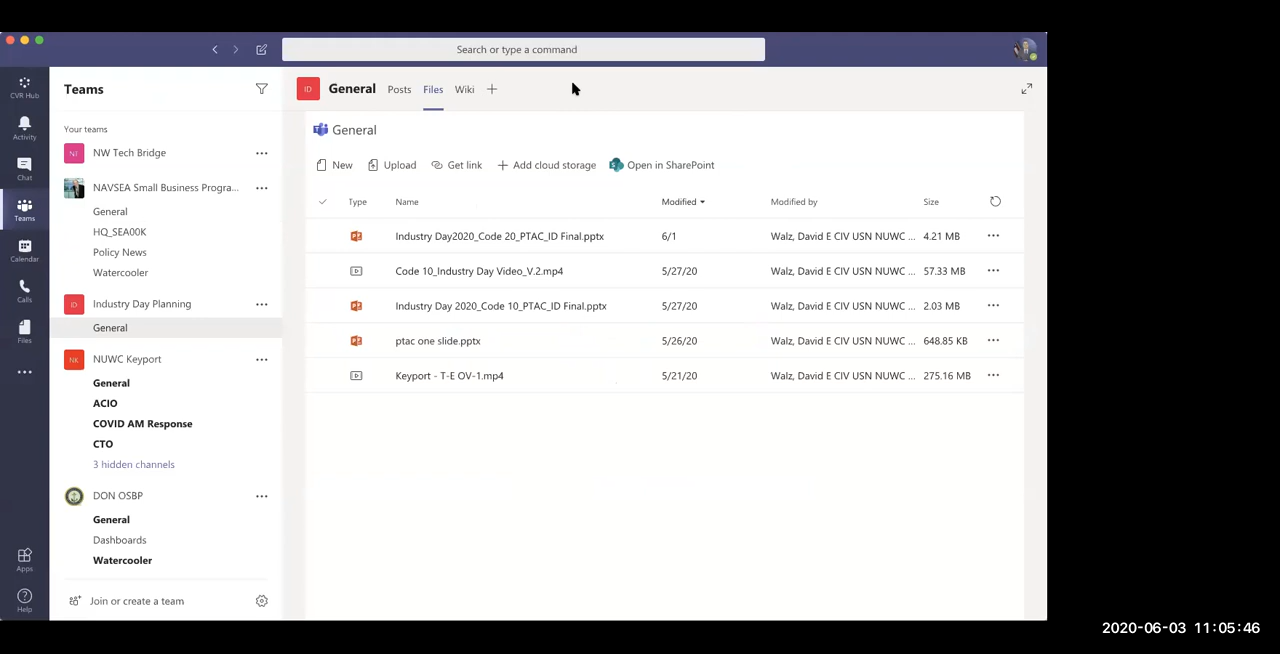 Search or type a command
CVR Hub
Activity
Chat
Teams
Calendar
Calls
Files
Apps
Help
Teams
Your teams
NT NW Tech Bridge
NAVSEA Small Business Progra...
General
HQ_SEA00K
Policy News
Watercooler
ID Industry Day Planning
General
NK NUWC Keyport
General
ACIO
COVID AM Response
CTO
3 hidden channels
DON OSBP
General
Dashboards
Watercooler
Join or create a team
ID General Posts Files Wiki
General
New Upload Get link Add cloud storage Open in SharePoint
Type Name Modified Modified by Size
Industry Day2020_Code 20_PTAC_ID Final.pptx 6/1 Walz, David E CIV USN NUWC ... 4.21 MB
Code 10_Industry Day Video_V.2.mp4 5/27/20 Walz, David E CIV USN NUWC ... 57.33 MB
Industry Day 2020_Code 10_PTAC_ID Final.pptx 5/27/20 Walz, David E CIV USN NUWC ... 2.03 MB
ptac one slide.pptx 5/26/20 Walz, David E CIV USN NUWC ... 648.85 KB
Keyport - T-E OV-1.mp4 5/21/20 Walz, David E CIV USN NUWC ... 275.16 MB
2020-06-03 11:05:46